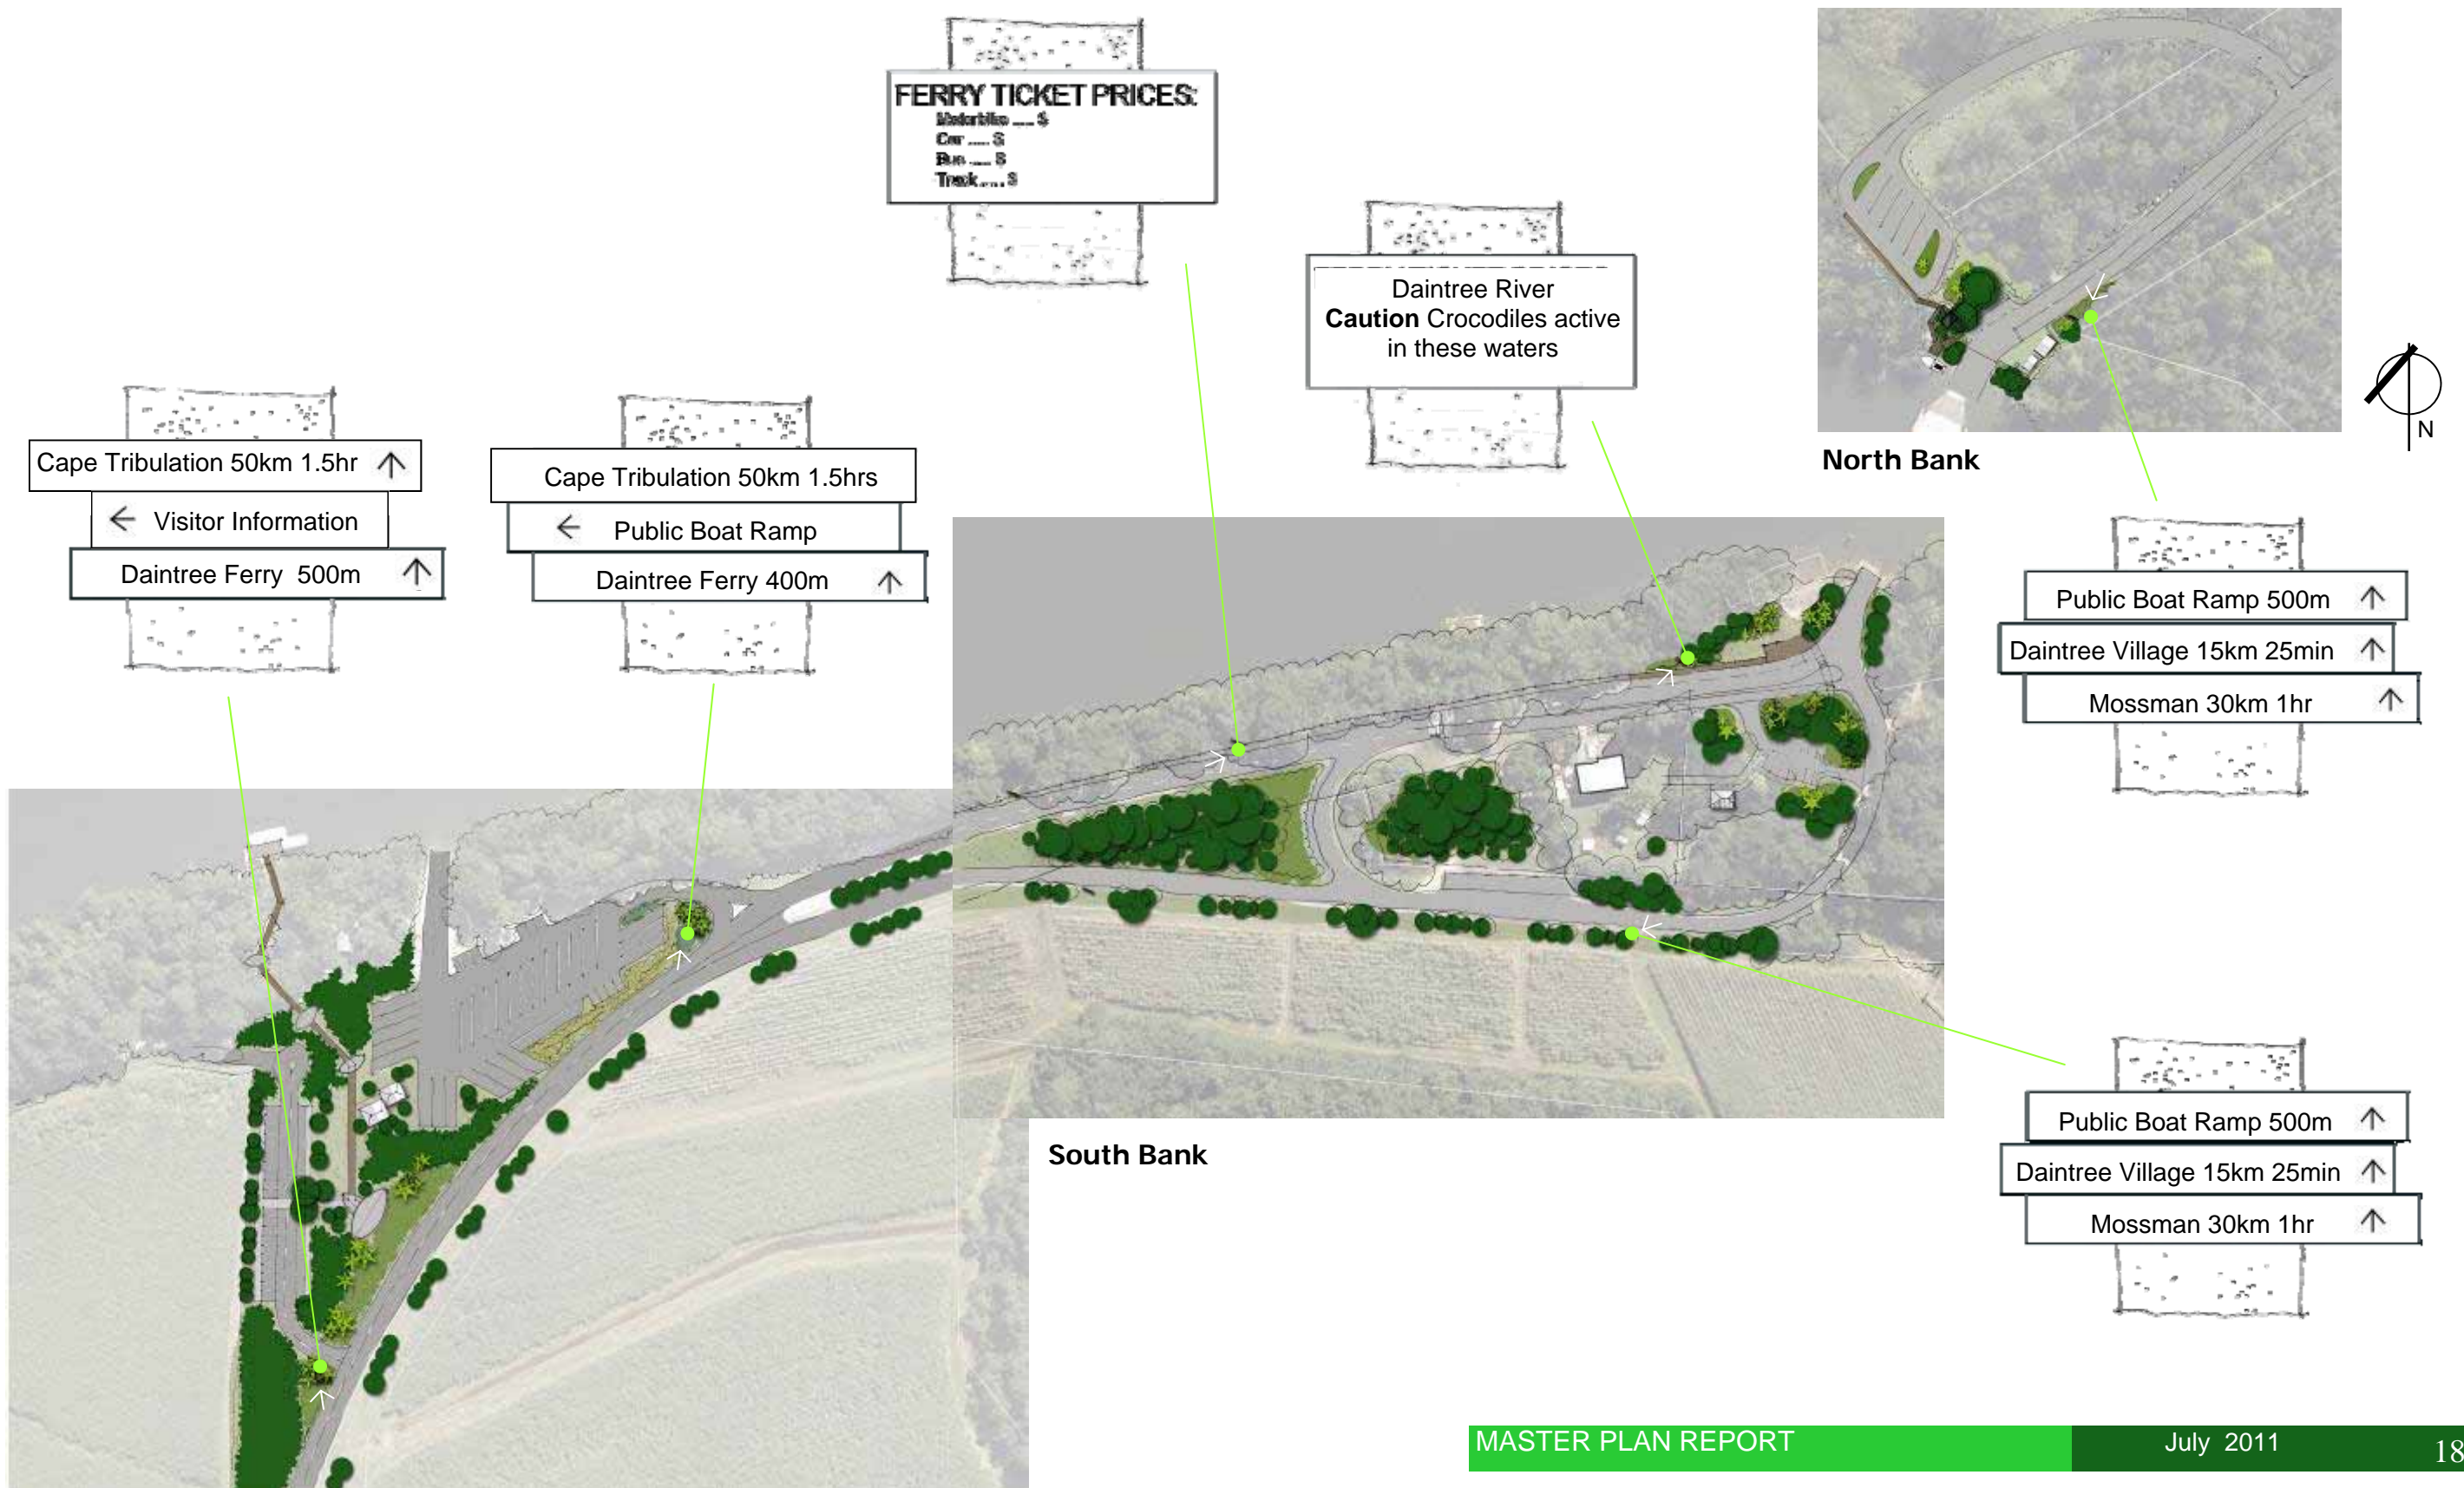 FERRY TICKET PRICES:
Motorbike .... $
Car ..... $
Bus .... $
Truck .... $
Daintree River
Caution Crocodiles active
in these waters
North Bank
N
Cape Tribulation 50km 1.5hr
Visitor Information
Daintree Ferry 500m
Cape Tribulation 50km 1.5hrs
Public Boat Ramp
Daintree Ferry 400m
Public Boat Ramp 500m
Daintree Village 15km 25min
Mossman 30km 1hr
South Bank
Public Boat Ramp 500m
Daintree Village 15km 25min
Mossman 30km 1hr
MASTER PLAN REPORT
July 2011
18